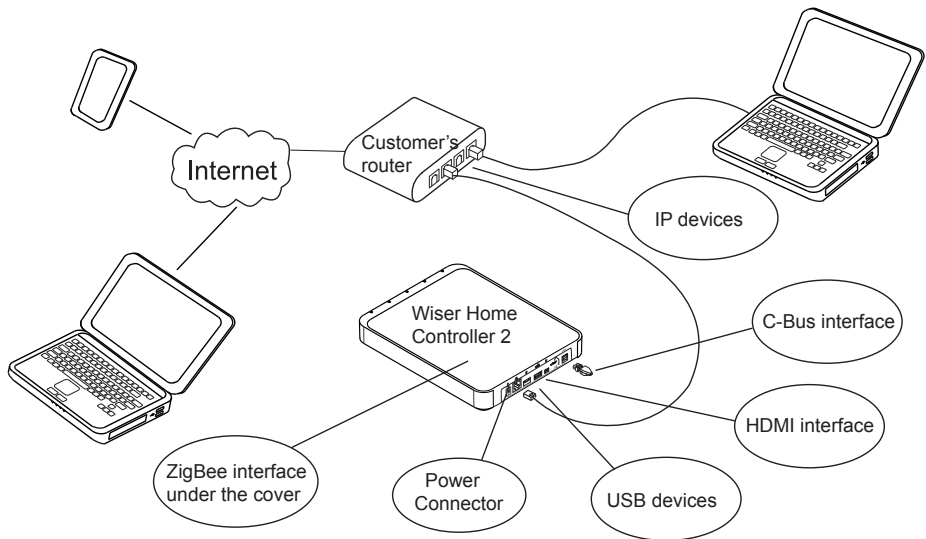 Customer's
router
Internet
IP devices
Wiser Home
Controller 2
C-Bus interface
HDMI interface
ZigBee interface
under the cover
Power
Connector
USB devices